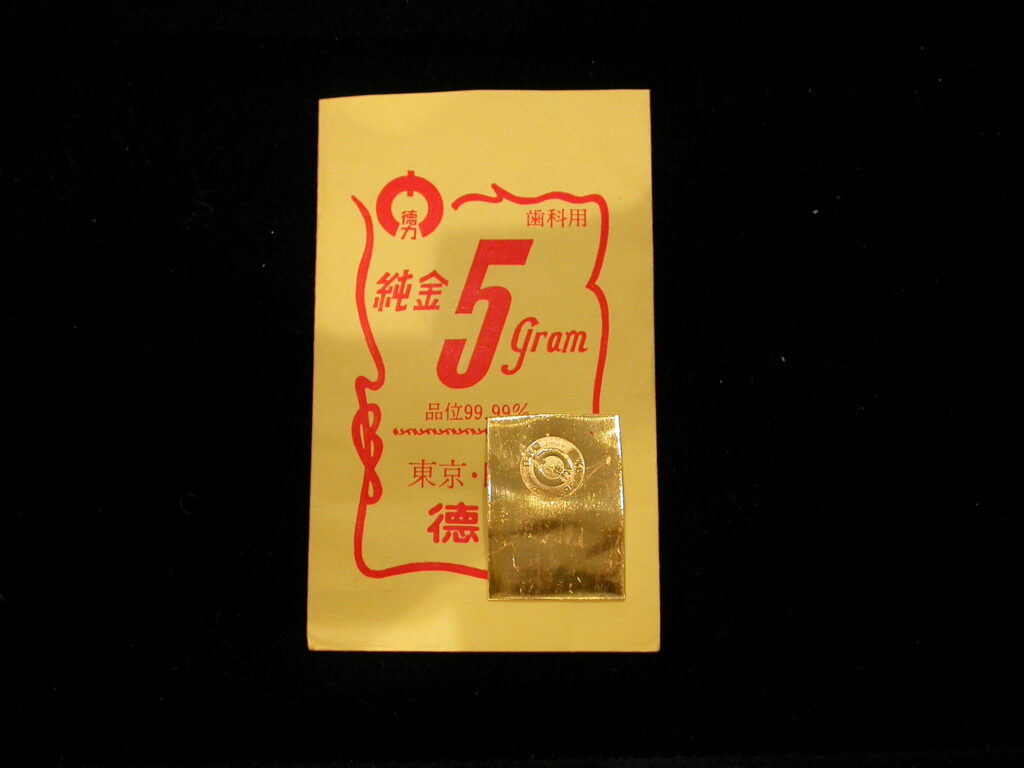 徳力
歯科用
純金 5 Gram
品位99.99%
東京・
徳